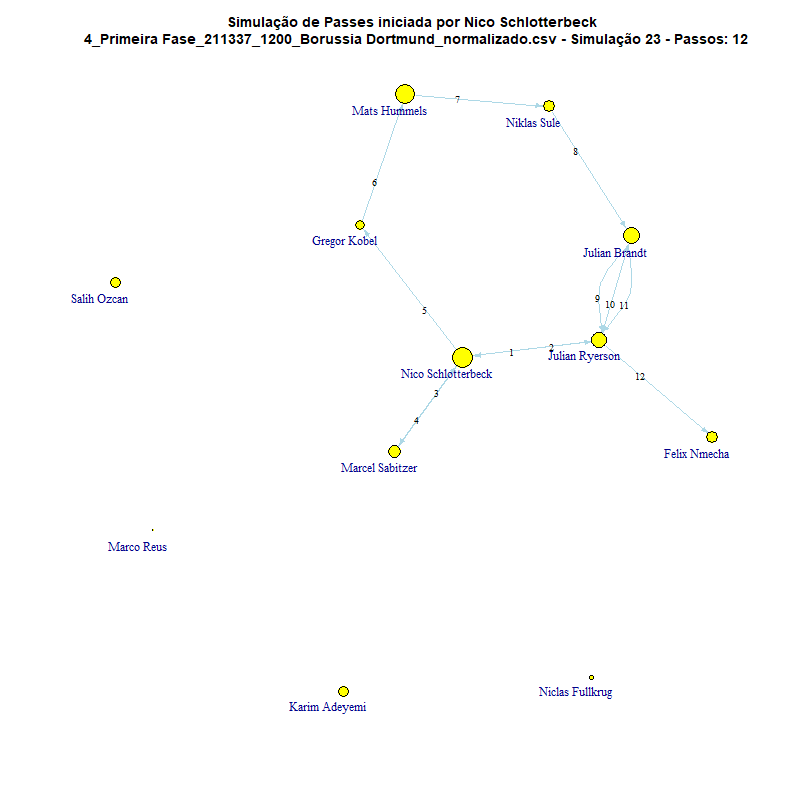 Simulação de Passes iniciada por Nico Schlotterbeck
4_Primeira Fase_211337_1200_Borussia Dortmund_normalizado.csv - Simulação 23 - Passos: 12
Mats Hummels
7
Niklas Sule
8
6
Gregor Kobel
Julian Brandt
Salih Ozcan
9
10
11
5
1
2
Julian Ryerson
Nico Schlotterbeck
12
3
4
Felix Nmecha
Marcel Sabitzer
Marco Reus
Niclas Fullkrug
Karim Adeyemi